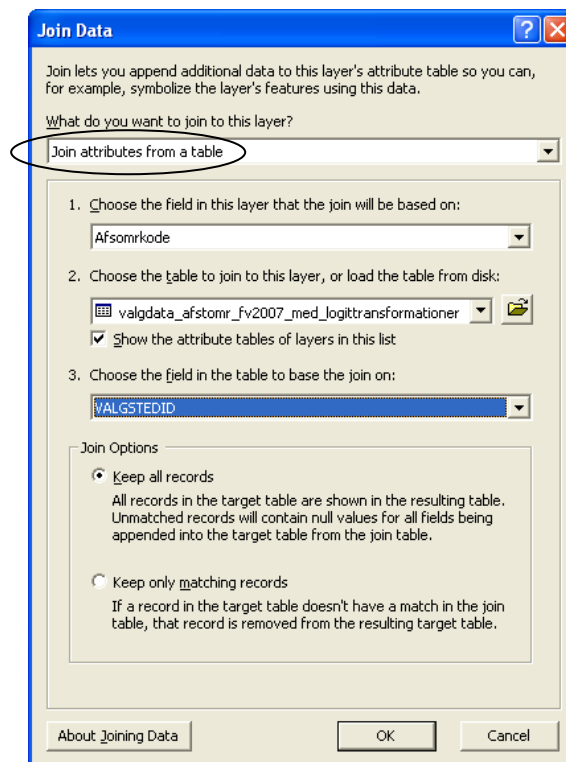 Join Data
Join lets you append additional data to this layer's attribute table so you can,
for example, symbolize the layer's features using this data.
What do you want to join to this layer?
Join attributes from a table
1. Choose the field in this layer that the join will be based on:
Afsomrkode
2. Choose the table to join to this layer, or load the table from disk:
valgdata_afstomr_fv2007_med_logittransformationer
Show the attribute tables of layers in this list
3. Choose the field in the table to base the join on:
VALGSTEDID
Join Options
Keep all records
All records in the target table are shown in the resulting table.
Unmatched records will contain null values for all fields being
appended into the target table from the join table.
Keep only matching records
If a record in the target table doesn't have a match in the join
table, that record is removed from the resulting target table.
About Joining Data
OK
Cancel